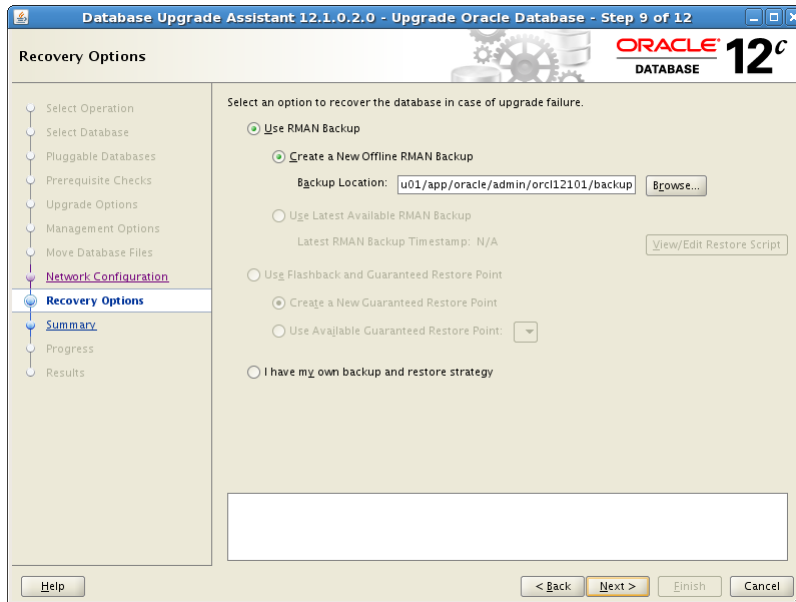 Database Upgrade Assistant 12.1.0.2.0 - Upgrade Oracle Database - Step 9 of 12
Recovery Options
ORACLE
DATABASE
12c
Select Operation
Select Database
Pluggable Databases
Prerequisite Checks
Upgrade Options
Management Options
Move Database Files
Network Configuration
Recovery Options
Summary
Progress
Results
Select an option to recover the database in case of upgrade failure.
Use RMAN Backup
Create a New Offline RMAN Backup
Backup Location: u01/app/oracle/admin/orcl12101/backup Browse...
Use Latest Available RMAN Backup
Latest RMAN Backup Timestamp: N/A View/Edit Restore Script
Use Flashback and Guaranteed Restore Point
Create a New Guaranteed Restore Point
Use Available Guaranteed Restore Point:
I have my own backup and restore strategy
Help < Back Next > Finish Cancel